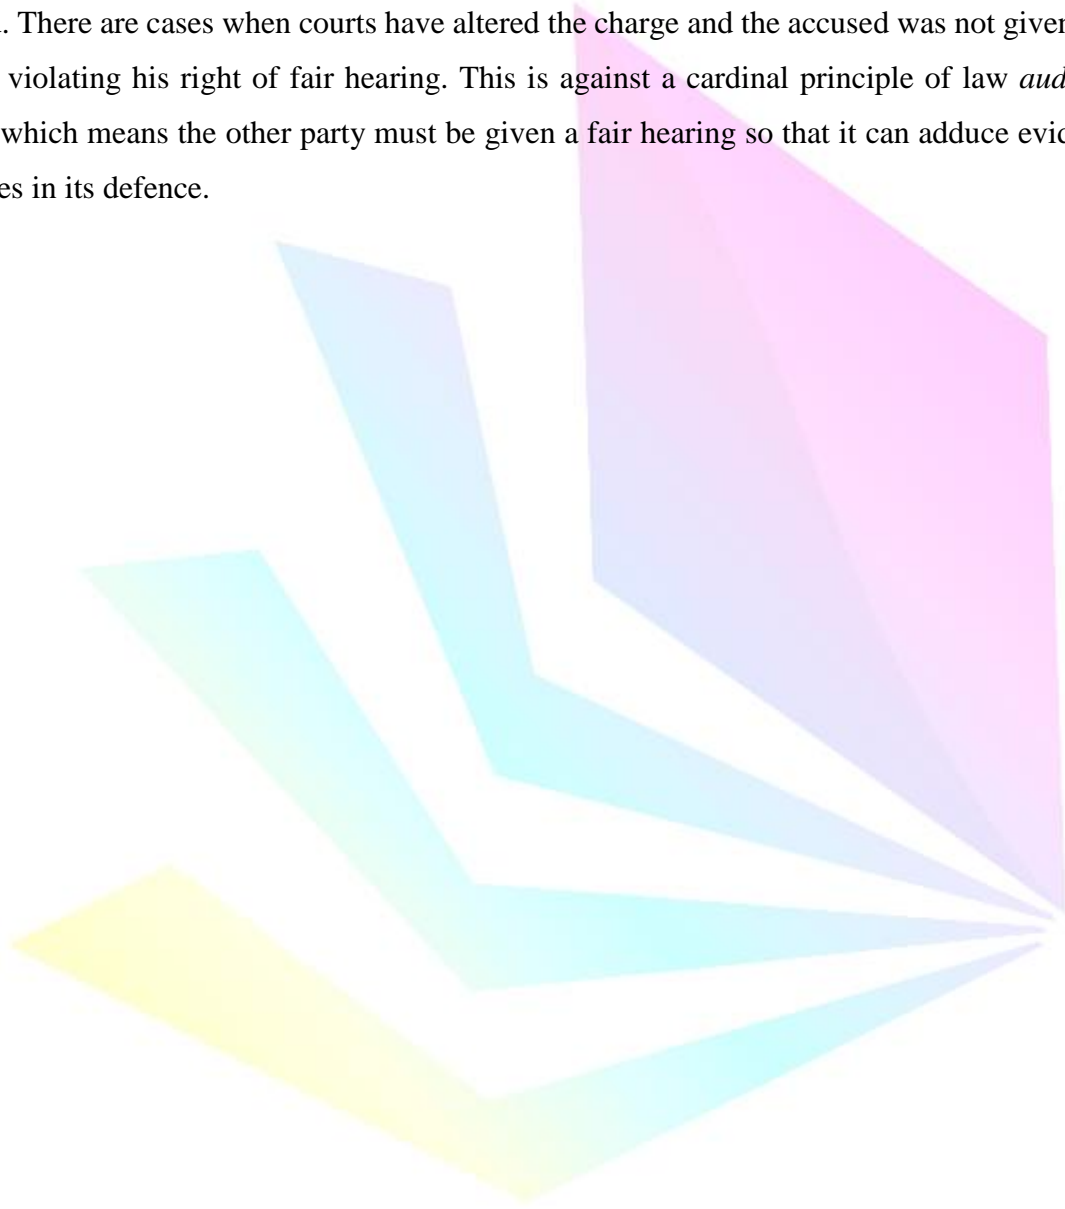 . There are cases when courts have altered the charge and the accused was not given
violating his right of fair hearing. This is against a cardinal principle of law
which means the other party must be given a fair hearing so that it can adduce
in its defence.